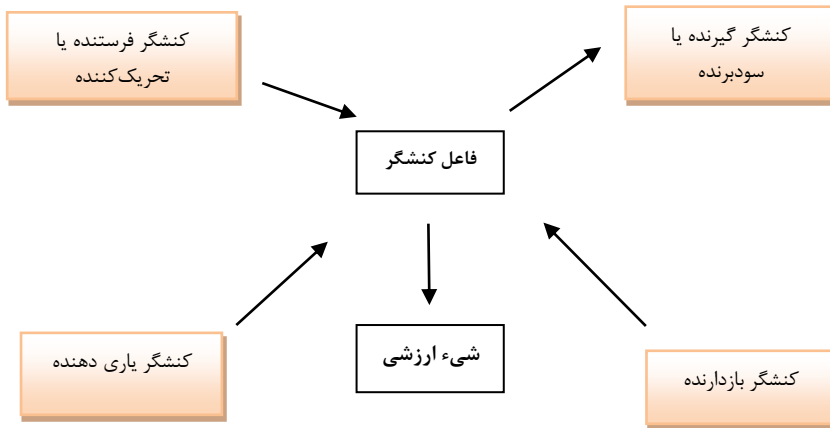 کنشگر گیرنده یا
سودبرنده
کنشگر فرستنده یا
تحریک‌کننده
فاعل کنشگر
شیء ارزشی
کنشگر بازدارنده
کنشگر یاری دهنده